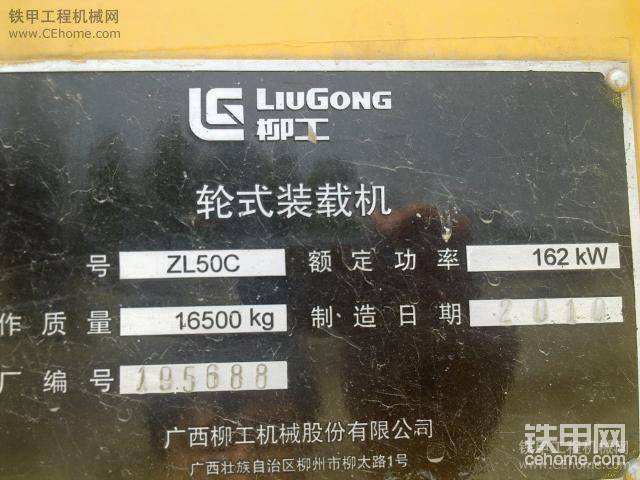 铁甲工程机械网
www.CEhome.com
LIUGONG
柳工
轮式装载机
号 ZL50C 额定功率 162 kW
作质量 16500 kg 制造日期 2010
厂编号 195688
广西柳工机械股份有限公司
广西壮族自治区柳州市柳太路1号
铁甲网
cehome.com